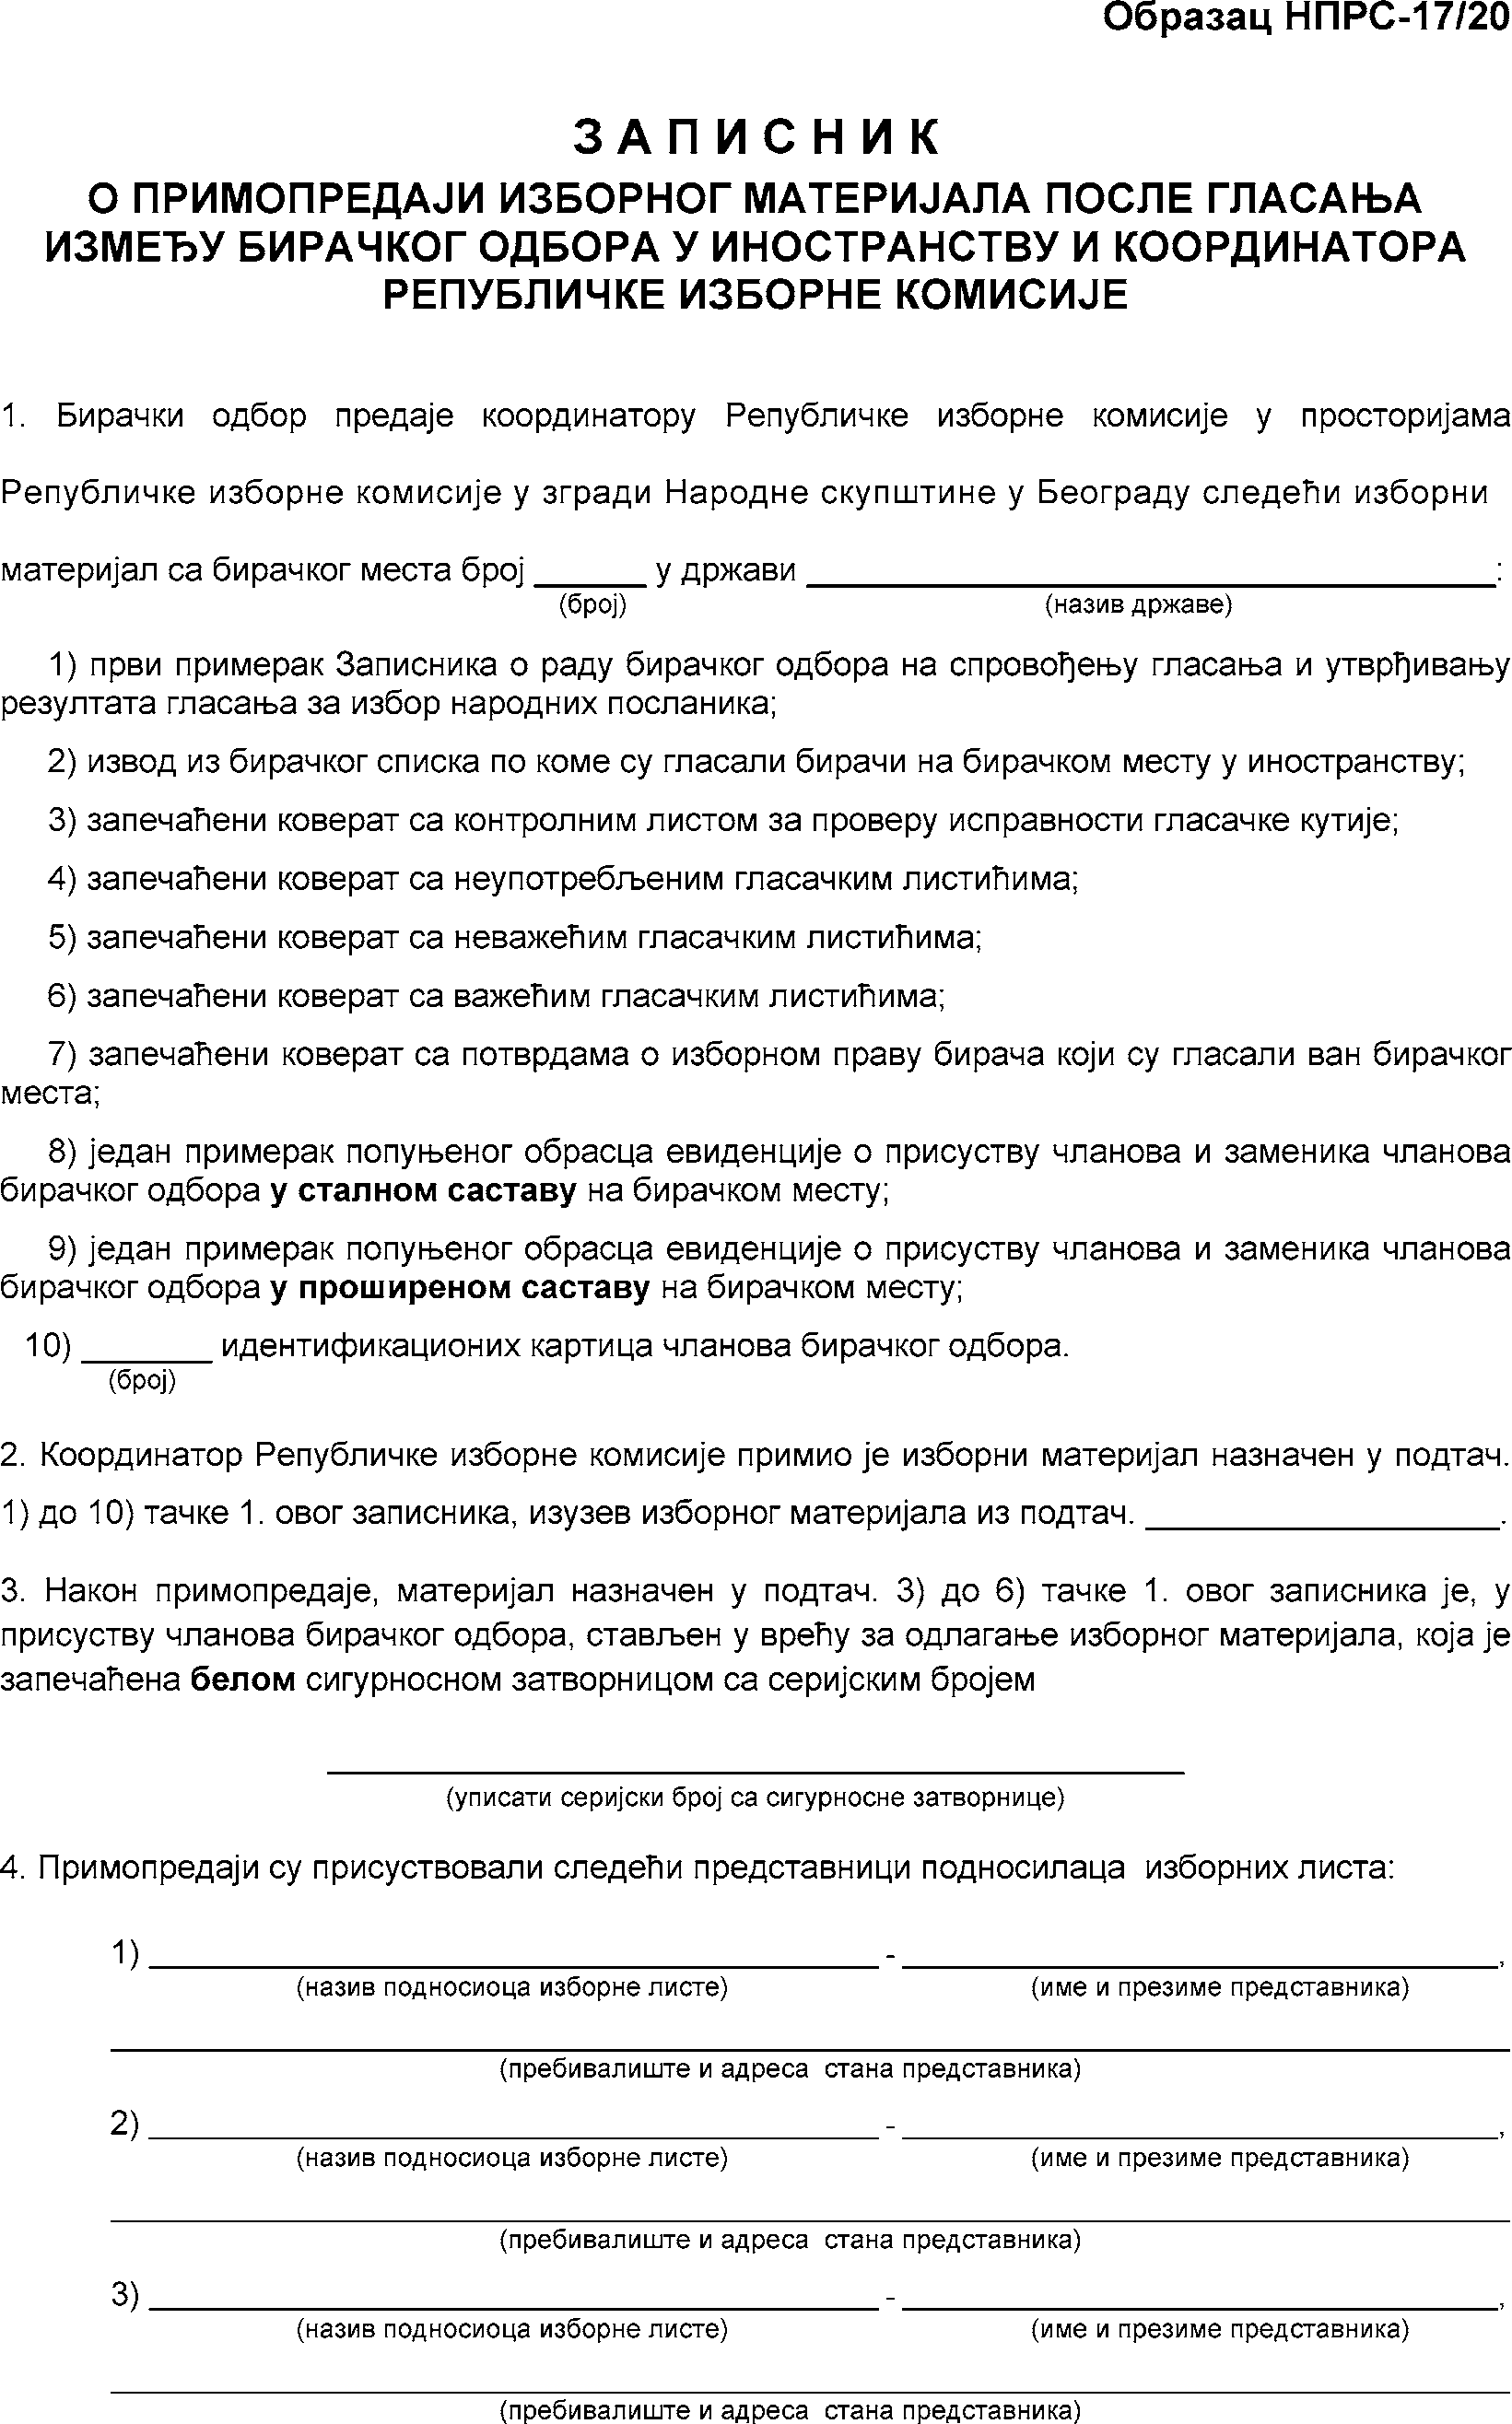 Образац НПРС-17/20
З А П И С Н И К
О ПРИМОПРЕДАЈИ ИЗБОРНОГ МАТЕРИЈАЛА ПОСЛЕ ГЛАСАЊА
ИЗМЕЂУ БИРАЧКОГ ОДБОРА У ИНОСТРАНСТВУ И КООРДИНАТОРА
РЕПУБЛИЧКЕ ИЗБОРНЕ КОМИСИЈЕ
1. Бирачки одбор предаје координатору Републичке изборне комисије у просторијама
Републичке изборне комисије у згради Народне скупштине у Београду следећи изборни
материјал са бирачког места број ______ у држави ______________________________________:
(број) (назив државе)
1) први примерак Записника о раду бирачког одбора на спровођењу гласања и утврђивању
резултата гласања за избор народних посланика;
2) извод из бирачког списка по коме су гласали бирачи на бирачком месту у иностранству;
3) запечаћени коверат са контролним листом за проверу исправности гласачке кутије;
4) запечаћени коверат са неупотребљеним гласачким листићима;
5) запечаћени коверат са неважећим гласачким листићима;
6) запечаћени коверат са важећим гласачким листићима;
7) запечаћени коверат са потврдама о изборном праву бирача који су гласали ван бирачког
места;
8) један примерак попуњеног обрасца евиденције о присуству чланова и заменика чланова
бирачког одбора у сталном саставу на бирачком месту;
9) један примерак попуњеног обрасца евиденције о присуству чланова и заменика чланова
бирачког одбора у проширеном саставу на бирачком месту;
10) _______ идентификационих картица чланова бирачког одбора.
(број)
2. Координатор Републичке изборне комисије примио је изборни материјал назначен у подтач.
1) до 10) тачке 1. овог записника, изузев изборног материјала из подтач. ___________________.
3. Након примопредаје, материјал назначен у подтач. 3) до 6) тачке 1. овог записника је, у
присуству чланова бирачког одбора, стављен у врећу за одлагање изборног материјала, која је
запечаћена белом сигурносном затворницом са серијским бројем
______________________________________________
(уписати серијски број са сигурносне затворнице)
4. Примопредаји су присуствовали следећи представници подносилаца изборних листа:
1) ________________________________________ - ________________________________,
(назив подносиоца изборне листе) (име и презиме представника)
____________________________________________________________________________
(пребивалиште и адреса стана представника)
2) ________________________________________ - ________________________________,
(назив подносиоца изборне листе) (име и презиме представника)
____________________________________________________________________________
(пребивалиште и адреса стана представника)
3) ________________________________________ - ________________________________,
(назив подносиоца изборне листе) (име и презиме представника)
____________________________________________________________________________
(пребивалиште и адреса стана представника)